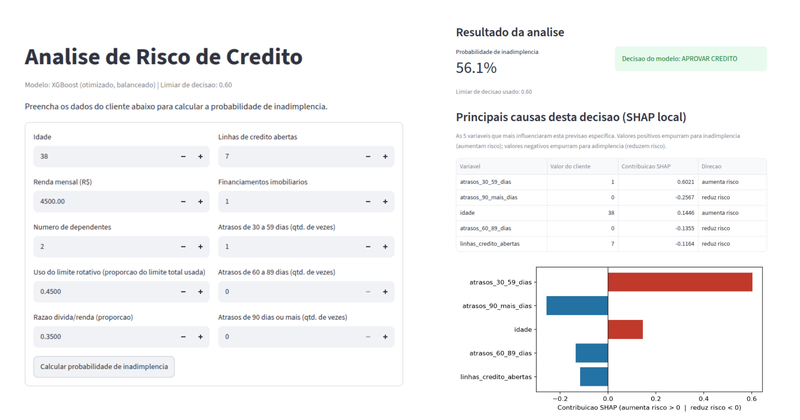 Analise de Risco de Credito
Modelo: XGBoost (otimizado, balanceado) | Limiar de decisao: 0.60
Preencha os dados do cliente abaixo para calcular a probabilidade de inadimplencia.
Idade
38
Renda mensal (R$)
4500.00
Numero de dependentes
2
Uso do limite rotativo (proporcao do limite total usada)
0.4500
Razao divida/renda (proporcao)
0.3500
Linhas de credito abertas
7
Financiamentos imobiliarios
1
Atrasos de 30 a 59 dias (qtd. de vezes)
1
Atrasos de 60 a 89 dias (qtd. de vezes)
0
Atrasos de 90 dias ou mais (qtd. de vezes)
0
Calcular probabilidade de inadimplencia
Resultado da analise
Probabilidade de inadimplencia
56.1%
Decisao do modelo: APROVAR CREDITO
Limiar de decisao usado: 0.60
Principais causas desta decisao (SHAP local)
As 5 variaveis que mais influenciaram esta previsao especifica. Valores positivos empurram para inadimplencia
(aumentam risco); valores negativos empurram para adimplencia (reduzem risco).
Variavel Valor do cliente Contribuicao SHAP Direcao
atrasos_30_59_dias 1 0.6021 aumenta risco
atrasos_90_mais_dias 0 -0.2567 reduz risco
idade 38 0.1446 aumenta risco
atrasos_60_89_dias 0 -0.1355 reduz risco
linhas_credito_abertas 7 -0.1164 reduz risco
atrasos_30_59_dias
atrasos_90_mais_dias
idade
atrasos_60_89_dias
linhas_credito_abertas
−0.2 0.0 0.2 0.4 0.6
Contribuicao SHAP (aumenta risco > 0 | reduz risco < 0)